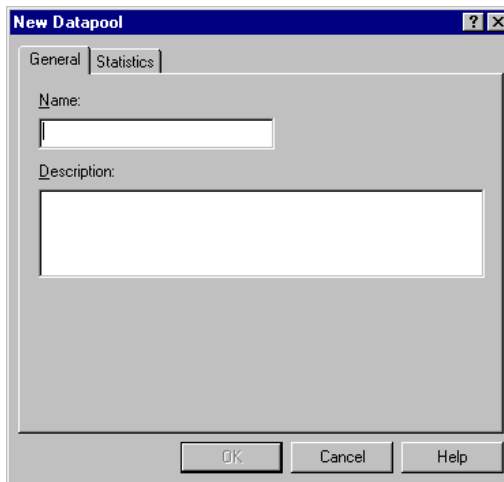 New Datapool
General Statistics
Name:
Description:
OK Cancel Help